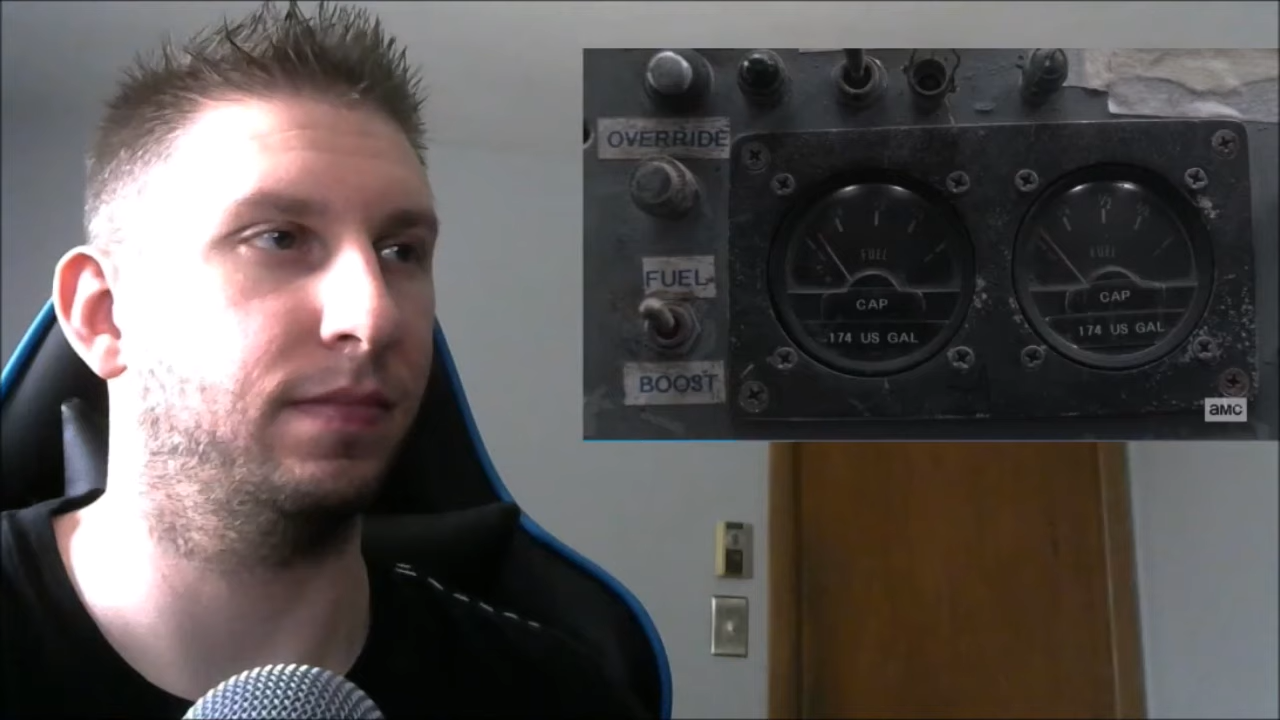 OVERRIDE
FUEL
BOOST
FUEL
CAP
174 US GAL
FUEL
CAP
174 US GAL
amc